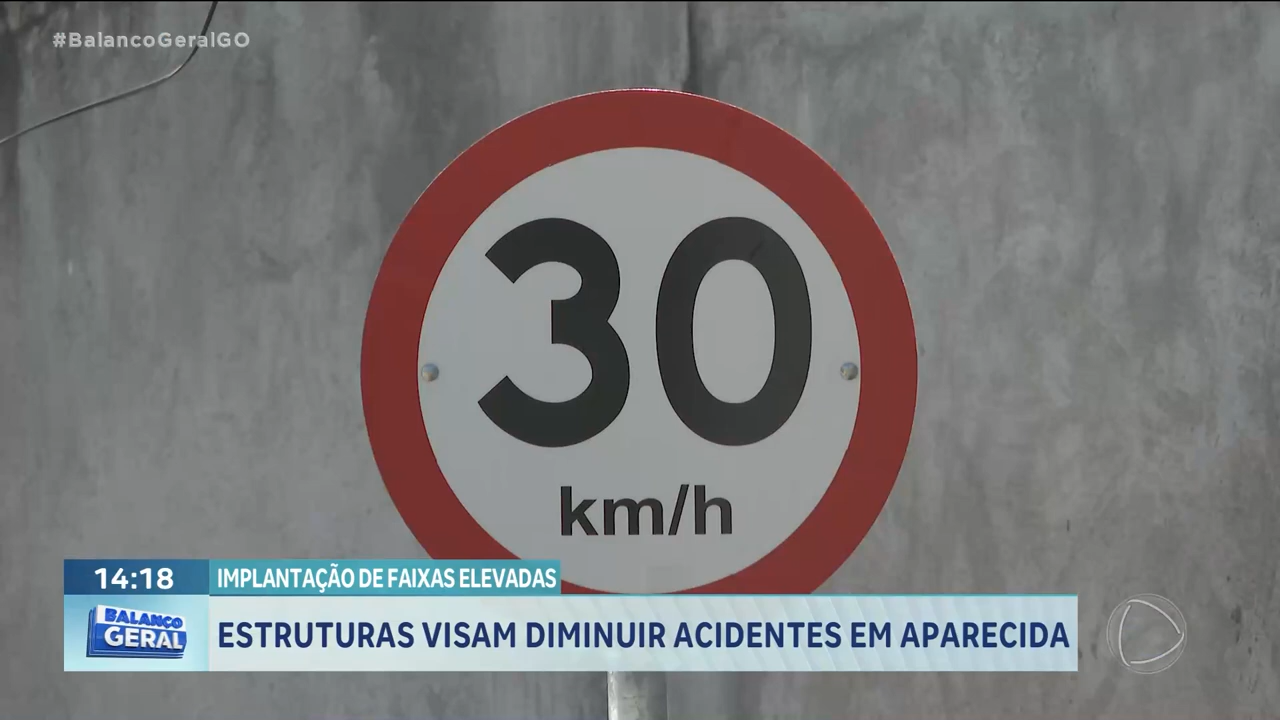 #BalancoGeralGO
30
km/h
14:18
IMPLANTAÇÃO DE FAIXAS ELEVADAS
BALANÇO
GERAL
ESTRUTURAS VISAM DIMINUIR ACIDENTES EM APARECIDA